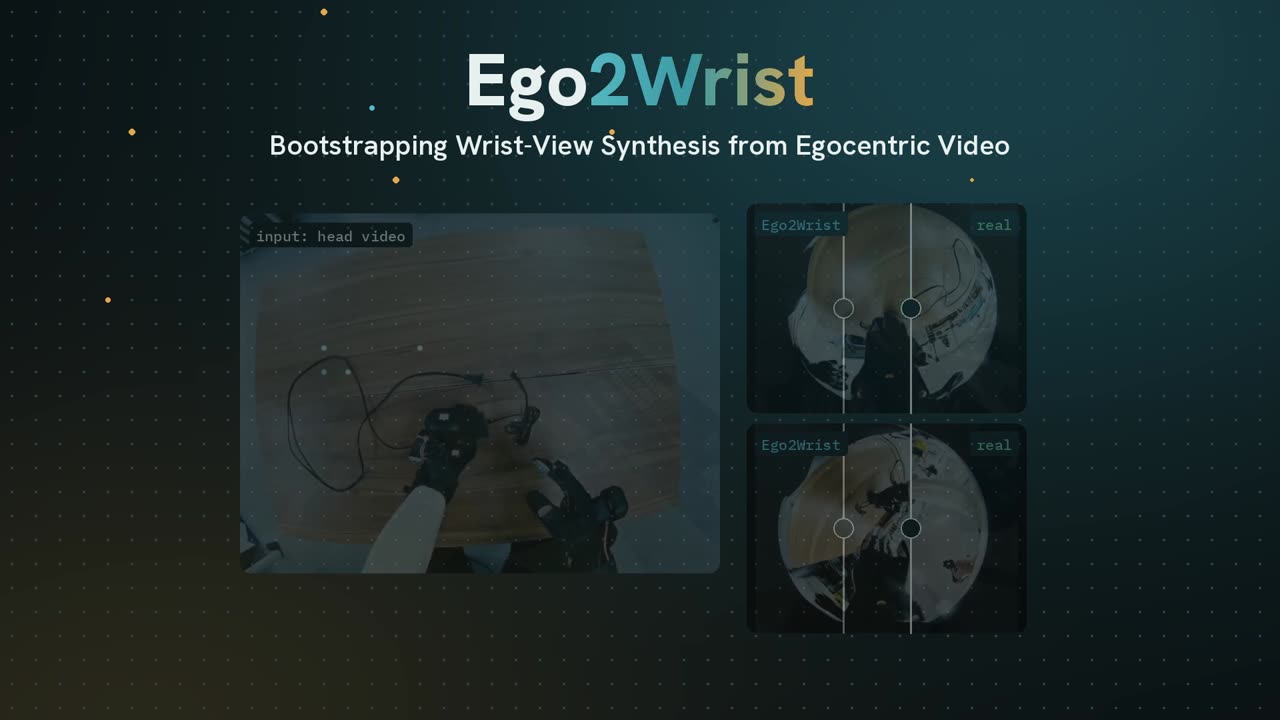 Ego2Wrist
Bootstrapping Wrist-View Synthesis from Egocentric Video
input: head video
Ego2Wrist
real
Ego2Wrist
real